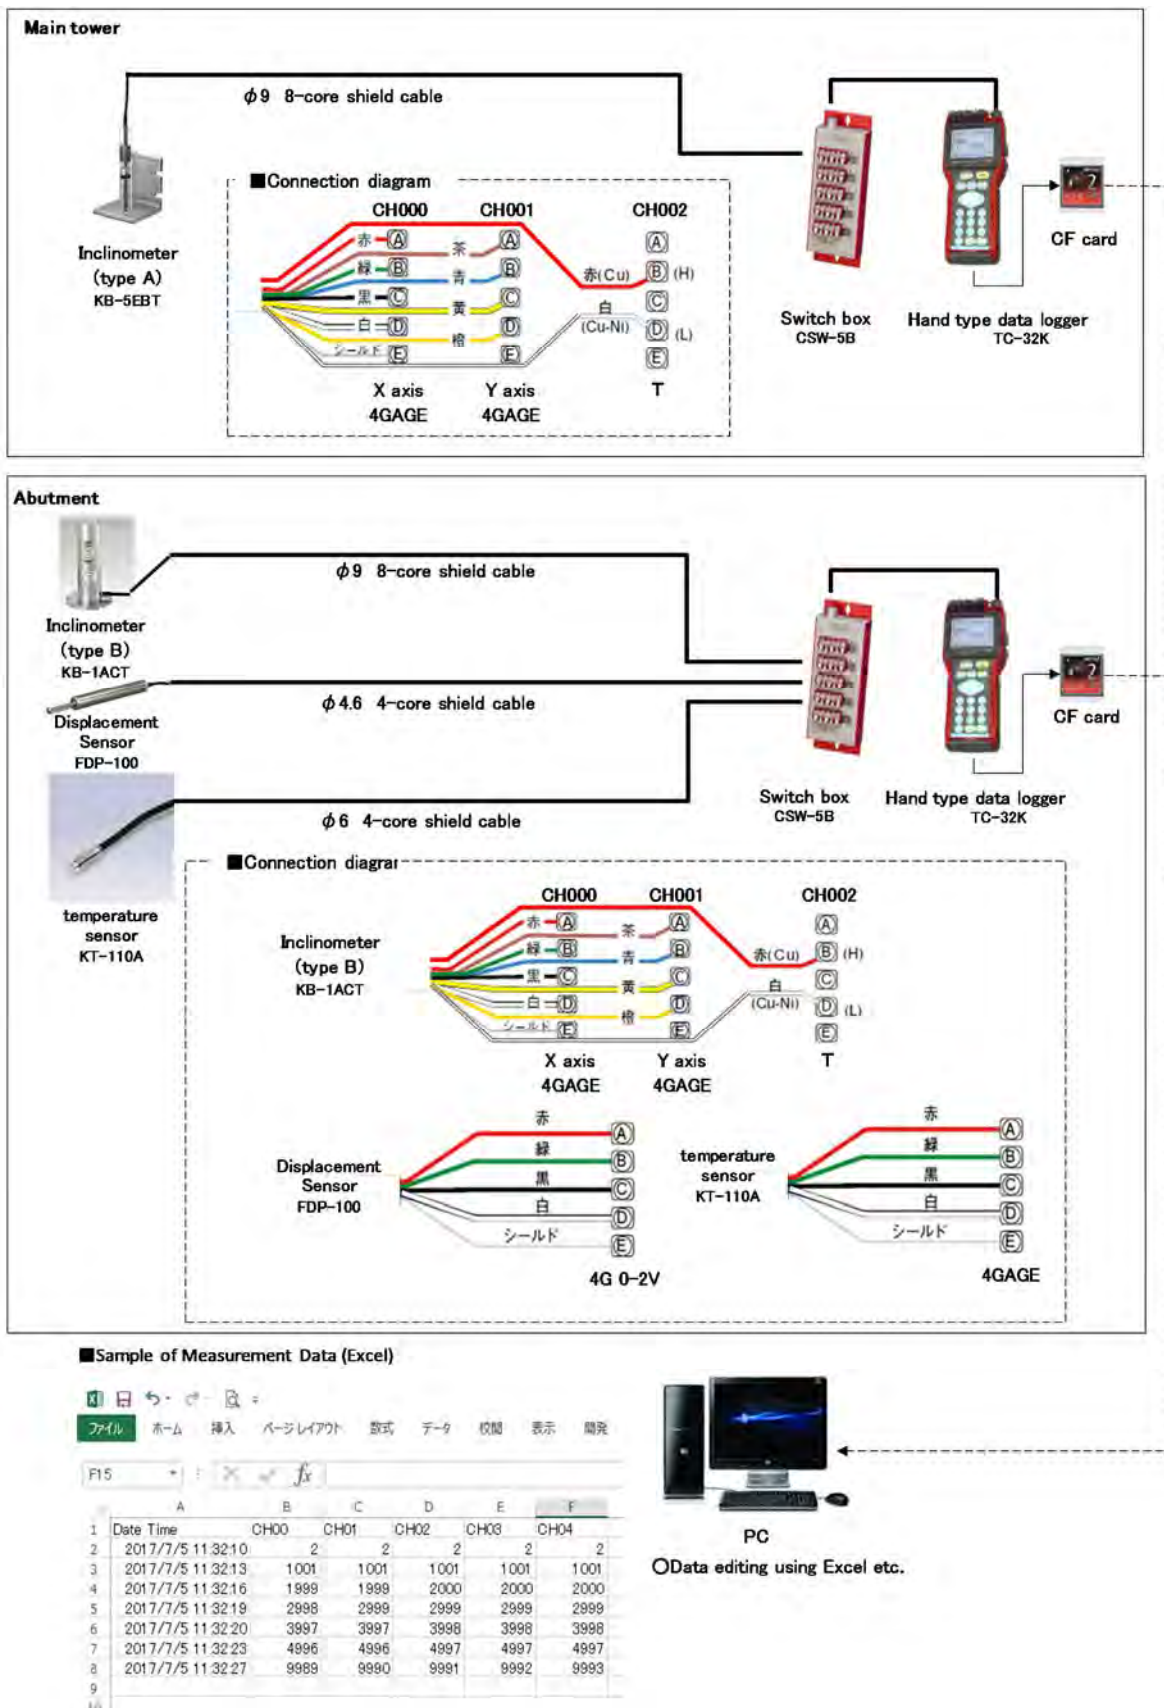 Main tower
φ9 8-core shield cable
Inclinometer
(type A)
KB-5EBT
■Connection diagram
CH000 CH001 CH002
赤 A 茶 A A
緑 B 青 B 赤(Cu) B (H)
黒 C 黄 C 白 C
白 D 橙 D (Cu-Ni) D (L)
シールド E E E
X axis Y axis T
4GAGE 4GAGE
Switch box
CSW-5B
Hand type data logger
TC-32K
CF card
Abutment
φ9 8-core shield cable
Inclinometer
(type B)
KB-1ACT
φ4.6 4-core shield cable
Displacement
Sensor
FDP-100
φ6 4-core shield cable
temperature
sensor
KT-110A
Switch box
CSW-5B
Hand type data logger
TC-32K
CF card
■Connection diagrar
CH000 CH001 CH002
Inclinometer
(type B)
KB-1ACT
赤 A 茶 A A
緑 B 青 B 赤(Cu) B (H)
黒 C 黄 C 白 C
白 D 橙 D (Cu-Ni) D (L)
シールド E E E
X axis Y axis T
4GAGE 4GAGE
Displacement
Sensor
FDP-100
赤 A
緑 B
黒 C
白 D
シールド E
4G 0-2V
temperature
sensor
KT-110A
赤 A
緑 B
黒 C
白 D
シールド E
4GAGE
■Sample of Measurement Data (Excel)
ファイル ホーム 挿入 ページレイアウト 数式 データ 校閲 表示 開発
F15 fx
A B C D E F
1 Date Time CH00 CH01 CH02 CH03 CH04
2 2017/7/5 11:32:10 2 2 2 2 2
3 2017/7/5 11:32:13 1001 1001 1001 1001 1001
4 2017/7/5 11:32:16 1999 1999 2000 2000 2000
5 2017/7/5 11:32:19 2998 2999 2999 2999 2999
6 2017/7/5 11:32:20 3997 3997 3998 3998 3998
7 2017/7/5 11:32:23 4996 4996 4997 4997 4997
8 2017/7/5 11:32:27 9989 9990 9991 9992 9993
9
10
PC
○Data editing using Excel etc.